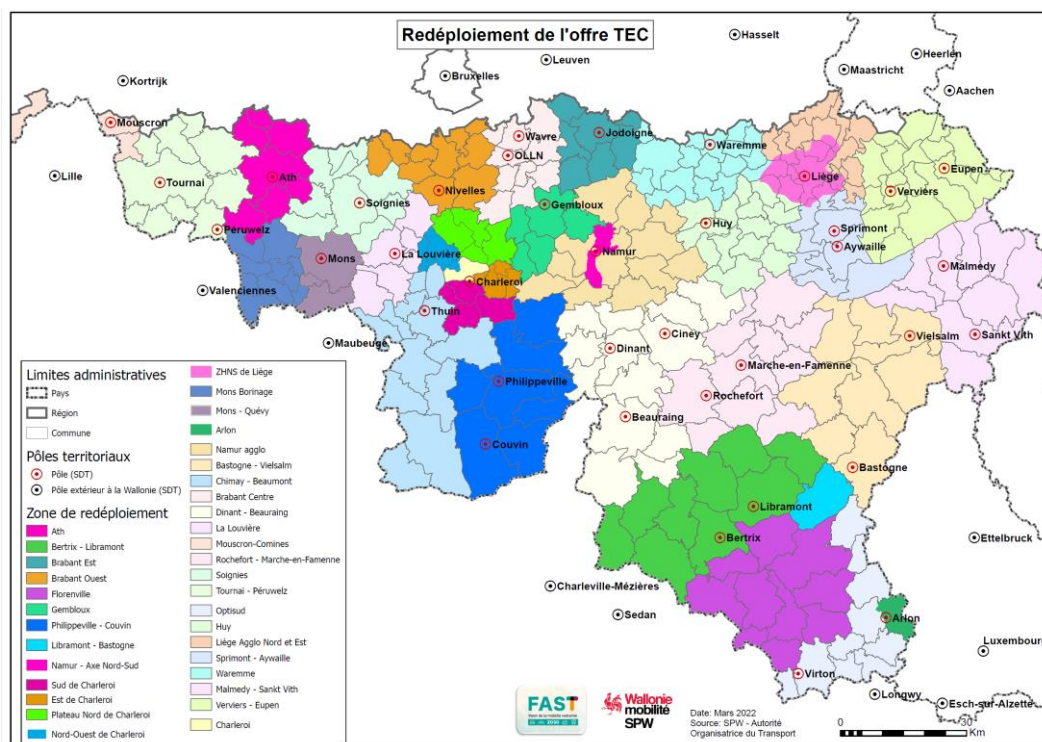 Redéploiement de l'offre TEC
Hasselt
Heerlen
Leuven
Maastricht
Bruxelles
Aachen
Kortrijk
Mouscron
Wavre
Jodoigne
OLLN
Waremme
Lille
Tournai
Ath
Liège
Eupen
Nivelles
Verviers
Soignies
Gembloux
Péruwelz
Huy
Sprimont
Aywaille
Mons
La Louvière
Namur
Malmedy
Valenciennes
Charleroi
Thuin
Maubeuge
Ciney
Vielsalm
Sankt Vith
Dinant
Marche-en-Famenne
Philippeville
Rochefort
Beauraing
Couvin
Bastogne
Libramont
Bertrix
Ettelbruck
Charleville-Mézières
Sedan
Arlon
Luxembourg
Virton
Longwy
Esch-sur-Alzette
Limites administratives
Pays
Région
Commune
Pôles territoriaux
Pôle (SDT)
Pôle extérieur à la Wallonie (SDT)
Zone de redéploiement
Ath
Bertrix - Libramont
Brabant Est
Brabant Ouest
Florenville
Gembloux
Philippeville - Couvin
Libramont - Bastogne
Namur - Axe Nord-Sud
Sud de Charleroi
Est de Charleroi
Plateau Nord de Charleroi
Nord-Ouest de Charleroi
ZHNS de Liège
Mons Borinage
Mons - Quévy
Arlon
Namur agglo
Bastogne - Vielsalm
Chimay - Beaumont
Brabant Centre
Dinant - Beauraing
La Louvière
Mouscron-Comines
Rochefort - Marche-en-Famenne
Soignies
Tournai - Péruwelz
Optisud
Huy
Liège Agglo Nord et Est
Sprimont - Aywaille
Waremme
Malmedy - Sankt Vith
Verviers - Eupen
Charleroi
FAST
2030
Wallonie
mobilité
SPW
Date: Mars 2022
Source: SPW - Autorité
Organisatrice du Transport
0 30
Km